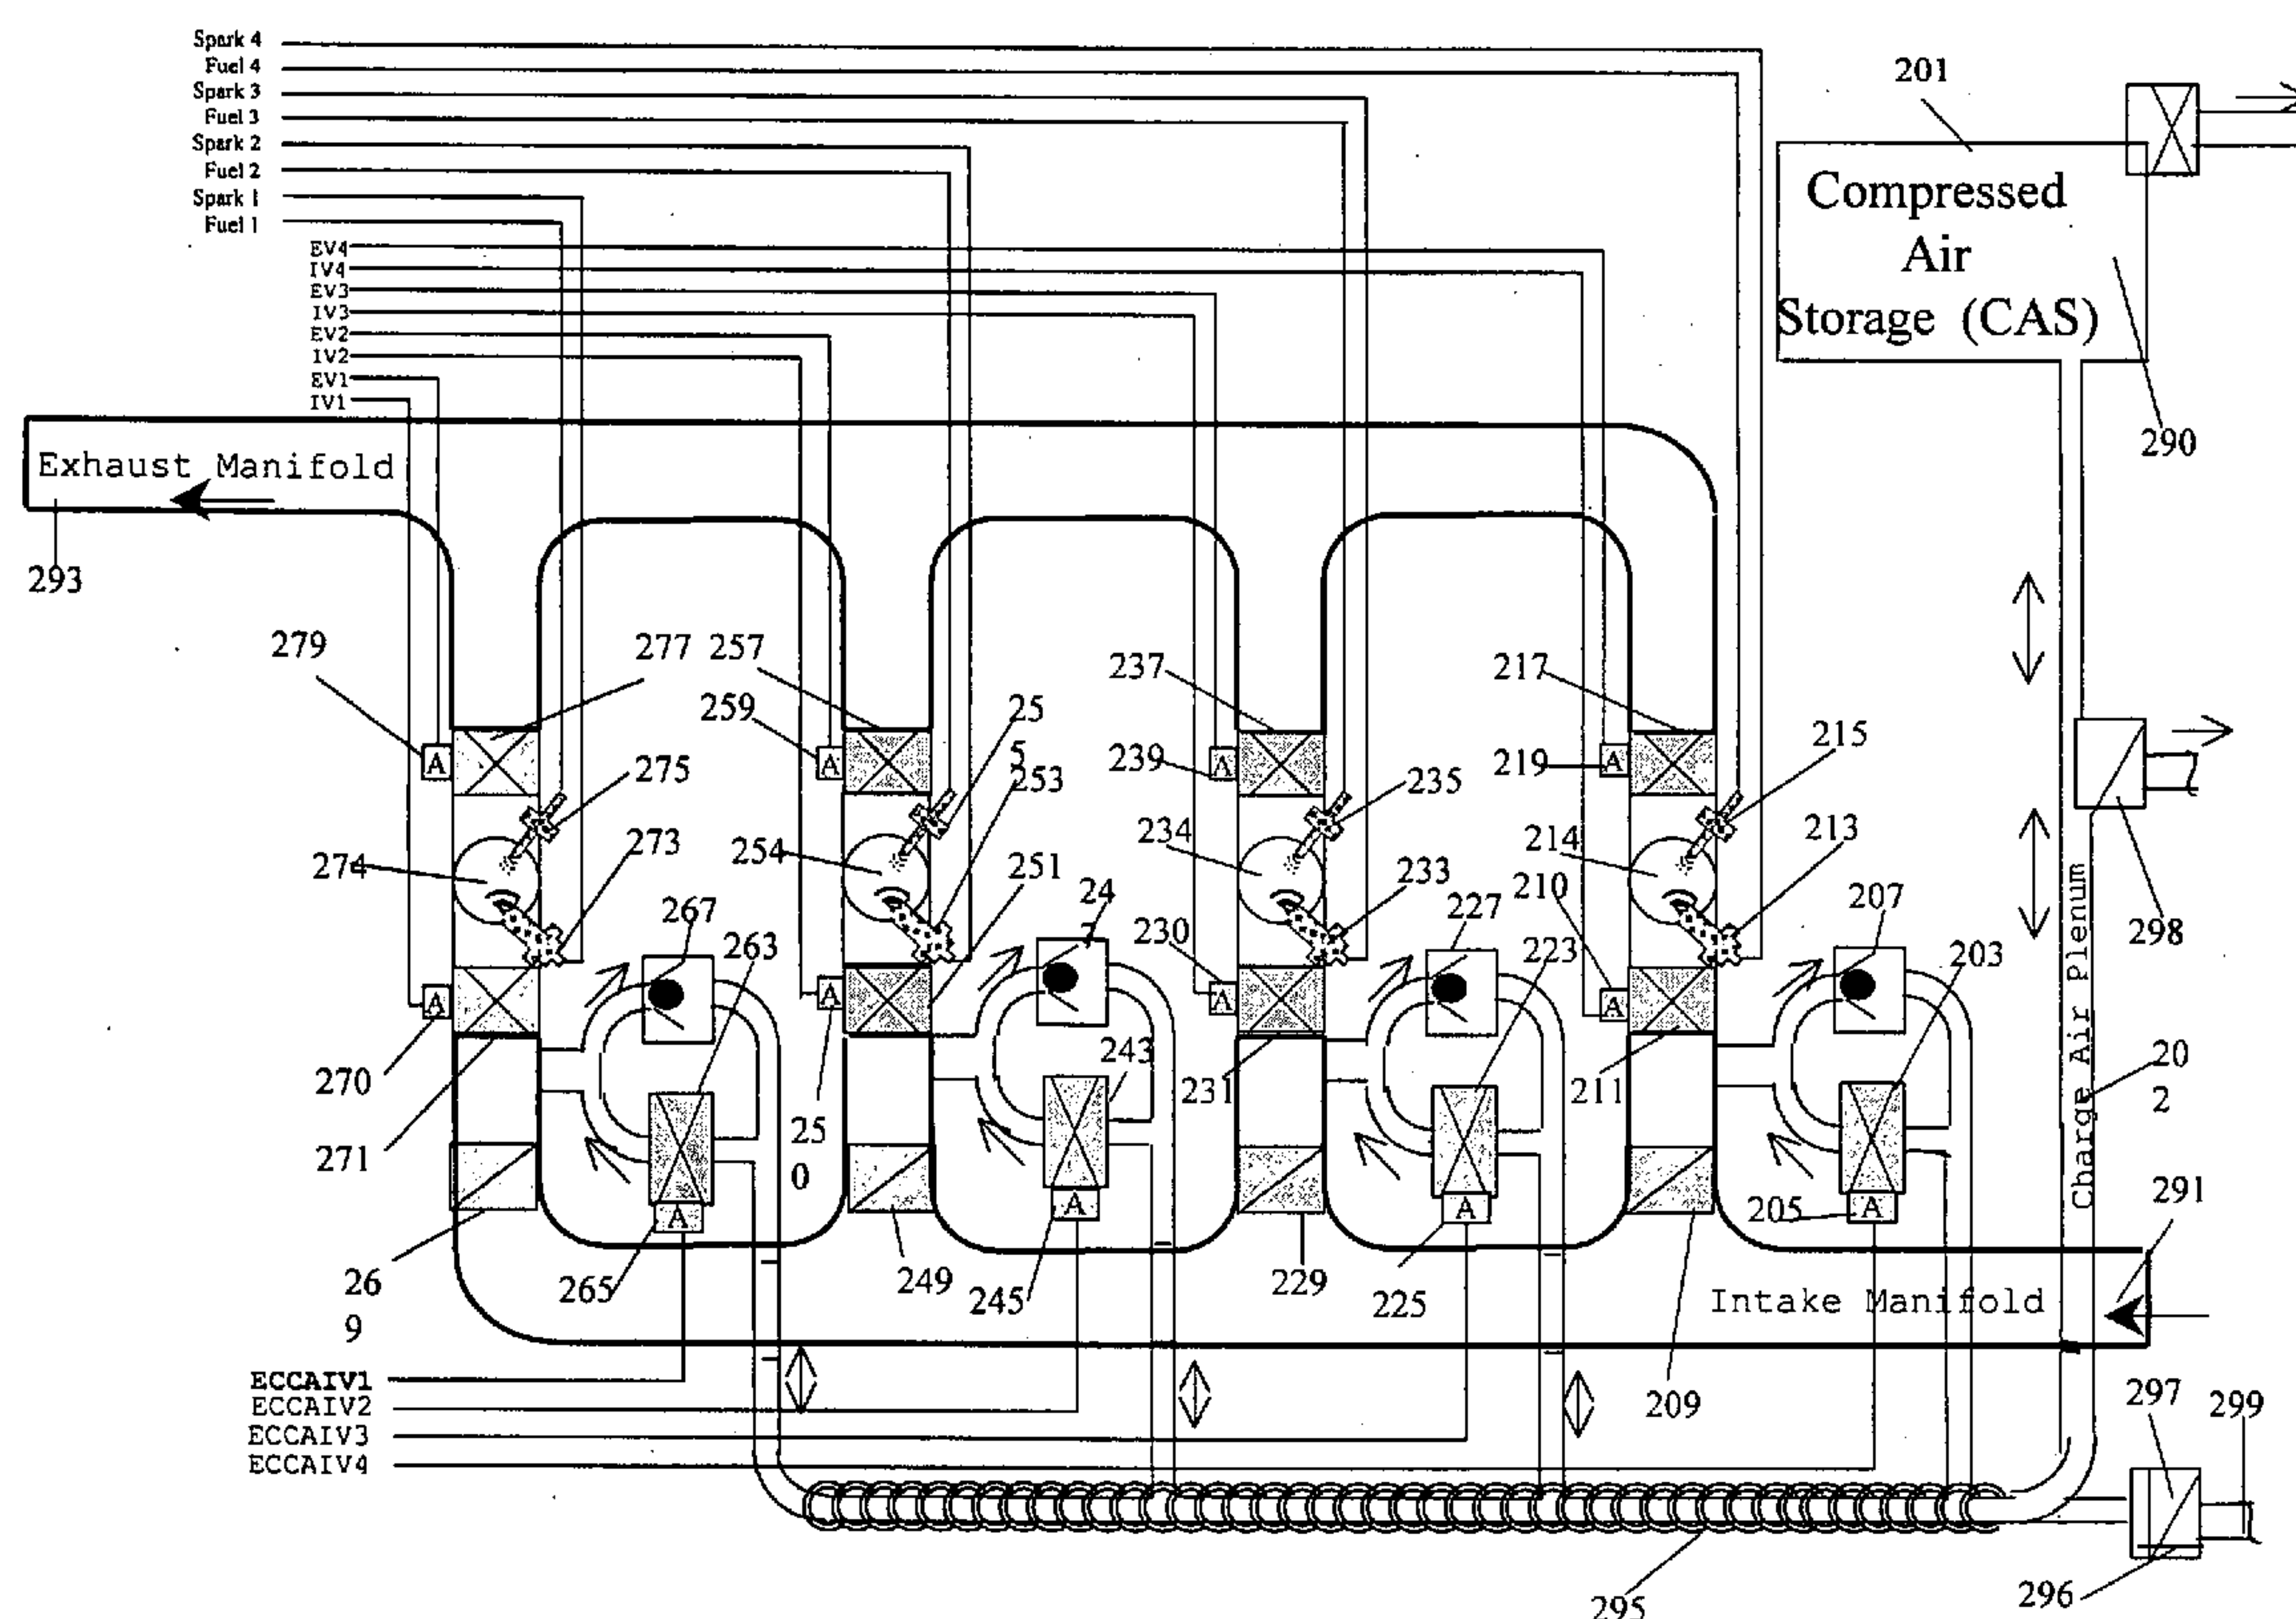 Spark 4
Fuel 4
Spark 3
Fuel 3
Spark 2
Fuel 2
Spark 1
Fuel 1
EV4
IV4
EV3
IV3
EV2
IV2
EV1
IV1
201
Compressed
Air
Storage (CAS)
290
Exhaust Manifold
293
279
277
257
259
25
5
253
237
239
217
219
215
275
273
274
254
251
234
235
233
214
213
210
207
203
267
263
24
7
243
230
227
223
298
Charge Air Plenum
20
2
270
271
25
0
231
211
205
291
26
9
265
249
245
229
225
209
Intake Manifold
A
A
A
A
A
A
A
A
A
A
A
A
ECCAIV1
ECCAIV2
ECCAIV3
ECCAIV4
297
299
295
296